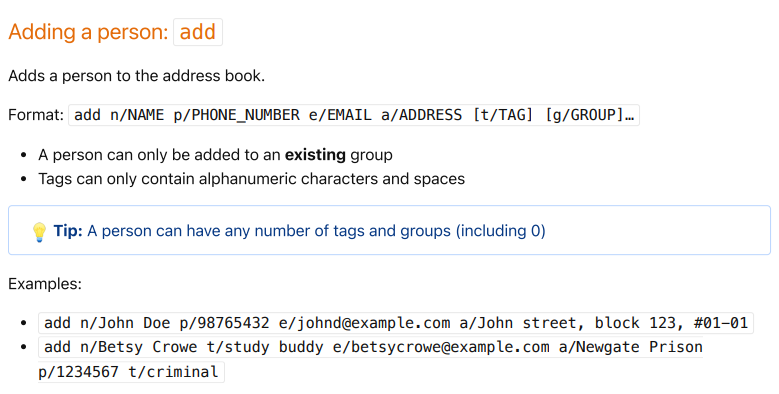 Adding a person: add
Adds a person to the address book.
Format: add n/NAME p/PHONE_NUMBER e/EMAIL a/ADDRESS [t/TAG] [g/GROUP]…
• A person can only be added to an existing group
• Tags can only contain alphanumeric characters and spaces
💡 Tip: A person can have any number of tags and groups (including 0)
Examples:
• add n/John Doe p/98765432 e/johnd@example.com a/John street, block 123, #01-01
• add n/Betsy Crowe t/study buddy e/betsycrowe@example.com a/Newgate Prison
p/1234567 t/criminal